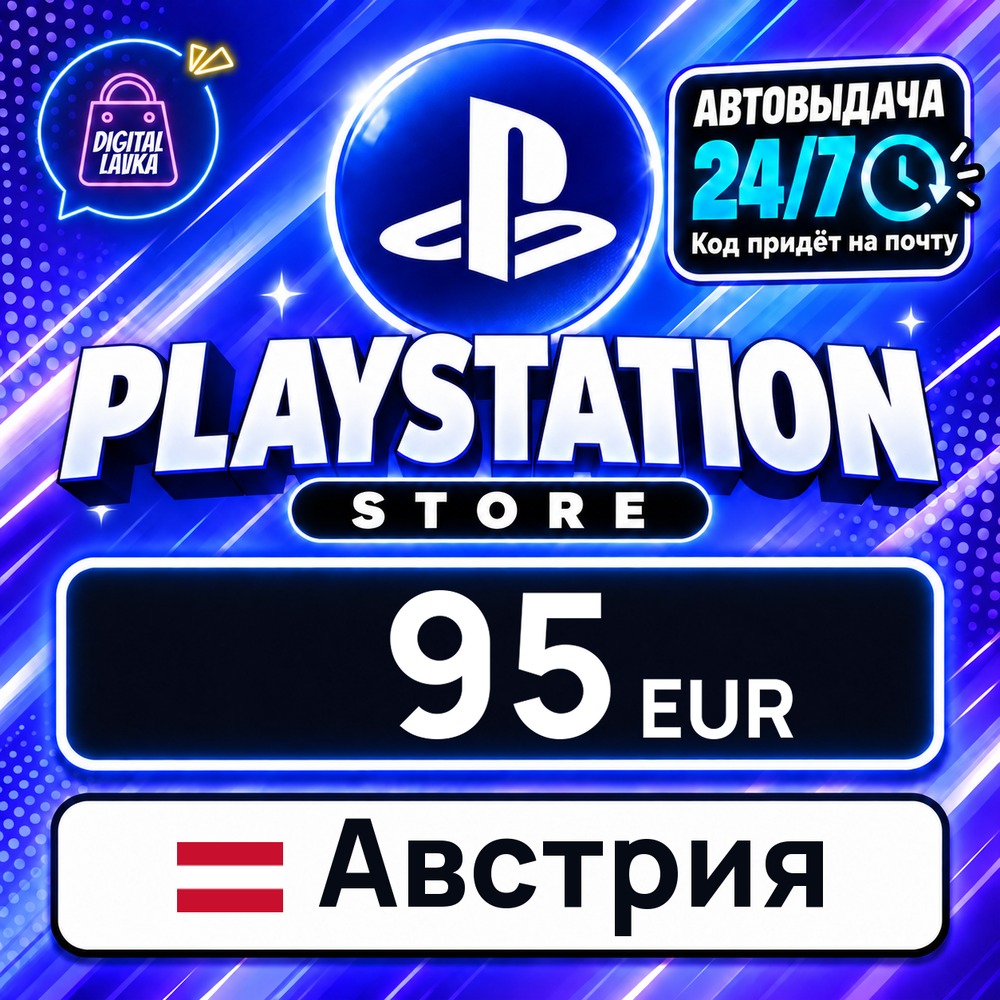 DIGITAL
LAVKA
АВТОВЫДАЧА
24/7
Код придёт на почту
PLAYSTATION
STORE
95 EUR
Австрия